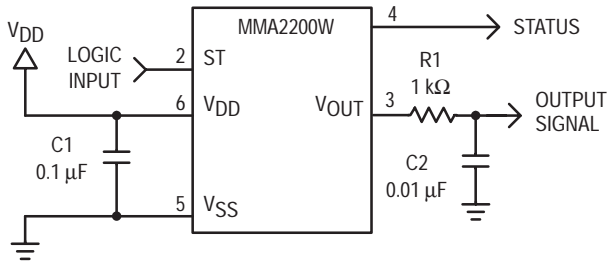 VDD
MMA2200W
4
STATUS
LOGIC
INPUT
2
ST
R1
1 kΩ
6
VDD
VOUT
3
OUTPUT
SIGNAL
C1
0.1 μF
C2
0.01 μF
5
VSS